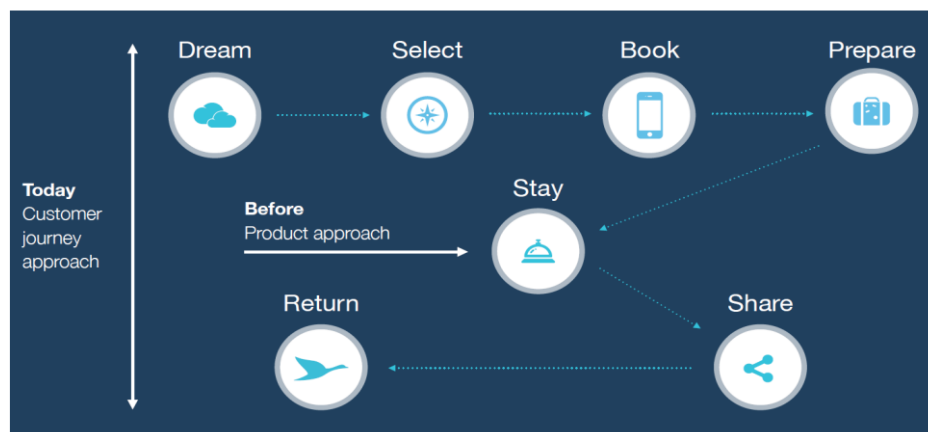 Dream
Select
Book
Prepare
Today
Customer
journey
approach
Before
Product approach
Stay
Return
Share